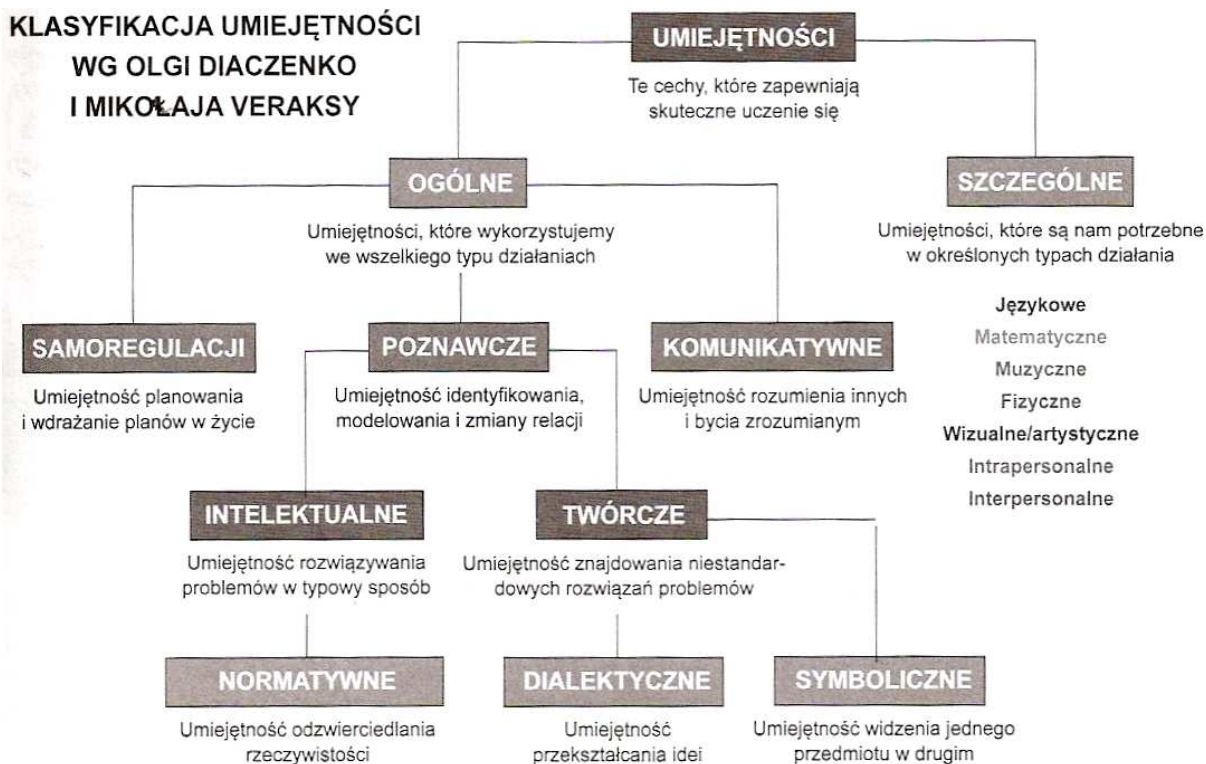 KLASYFIKACJA UMIEJĘTNOŚCI
WG OLGI DIACZENKO
I MIKOŁAJA VERAKSY
UMIEJĘTNOŚCI
Te cechy, które zapewniają
skuteczne uczenie się
OGÓLNE
Umiejętności, które wykorzystujemy
we wszelkiego typu działaniach
SZCZEGÓLNE
Umiejętności, które są nam potrzebne
w określonych typach działania
Językowe
Matematyczne
Muzyczne
Fizyczne
Wizualne/artystyczne
Intrapersonalne
Interpersonalne
SAMOREGULACJI
Umiejętność planowania
i wdrażanie planów w życie
POZNAWCZE
Umiejętność identyfikowania,
modelowania i zmiany relacji
KOMUNIKATYWNE
Umiejętność rozumienia innych
i bycia zrozumianym
INTELEKTUALNE
Umiejętność rozwiązywania
problemów w typowy sposób
TWÓRCZE
Umiejętność znajdowania niestandar-
dowych rozwiązań problemów
NORMATYWNE
Umiejętność odzwierciedlania
rzeczywistości
DIALEKTYCZNE
Umiejętność
przekształcania idei
SYMBOLICZNE
Umiejętność widzenia jednego
przedmiotu w drugim